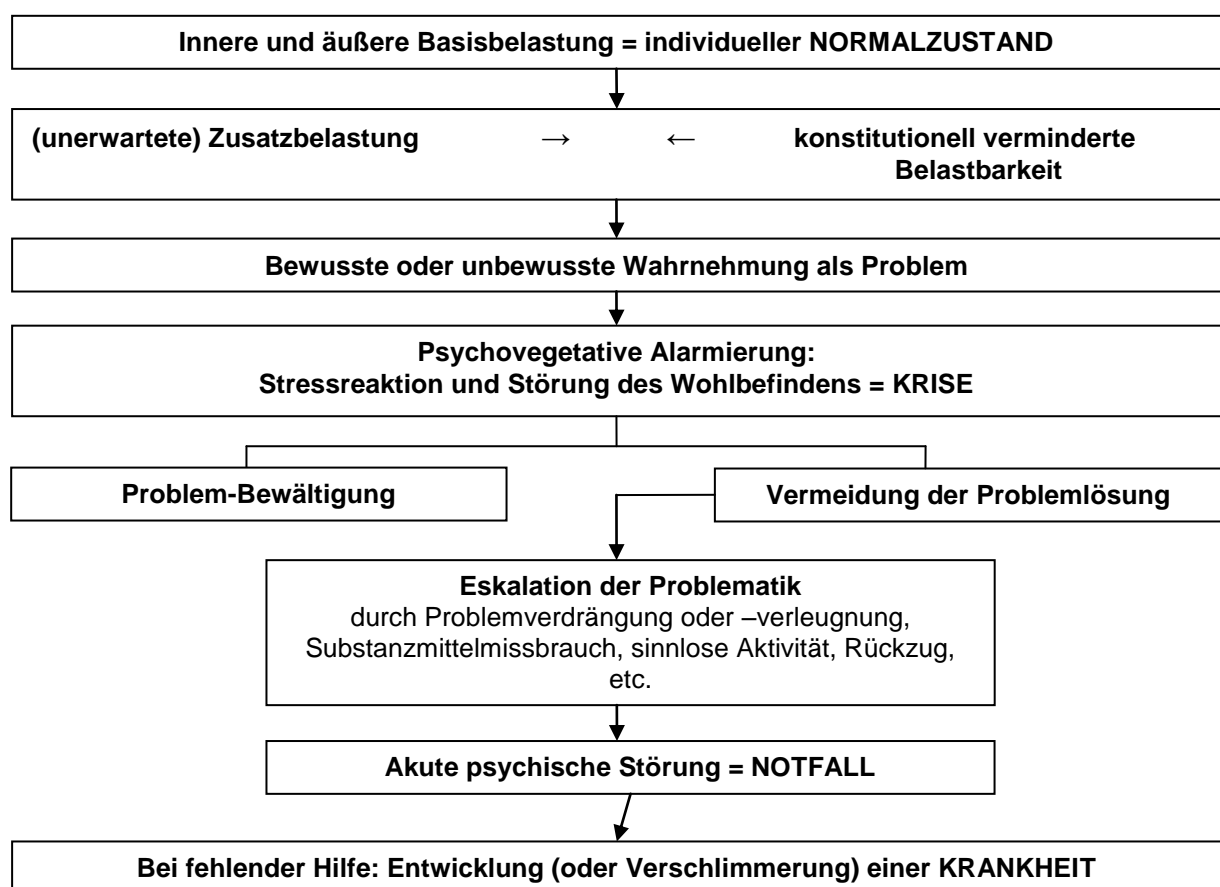 Innere und äußere Basisbelastung = individueller NORMALZUSTAND
(unerwartete) Zusatzbelastung → ← konstitutionell verminderte
Belastbarkeit
Bewusste oder unbewusste Wahrnehmung als Problem
Psychovegetative Alarmierung:
Stressreaktion und Störung des Wohlbefindens = KRISE
Problem-Bewältigung
Vermeidung der Problemlösung
Eskalation der Problematik
durch Problemverdrängung oder –verleugnung,
Substanzmittelmissbrauch, sinnlose Aktivität, Rückzug,
etc.
Akute psychische Störung = NOTFALL
Bei fehlender Hilfe: Entwicklung (oder Verschlimmerung) einer KRANKHEIT